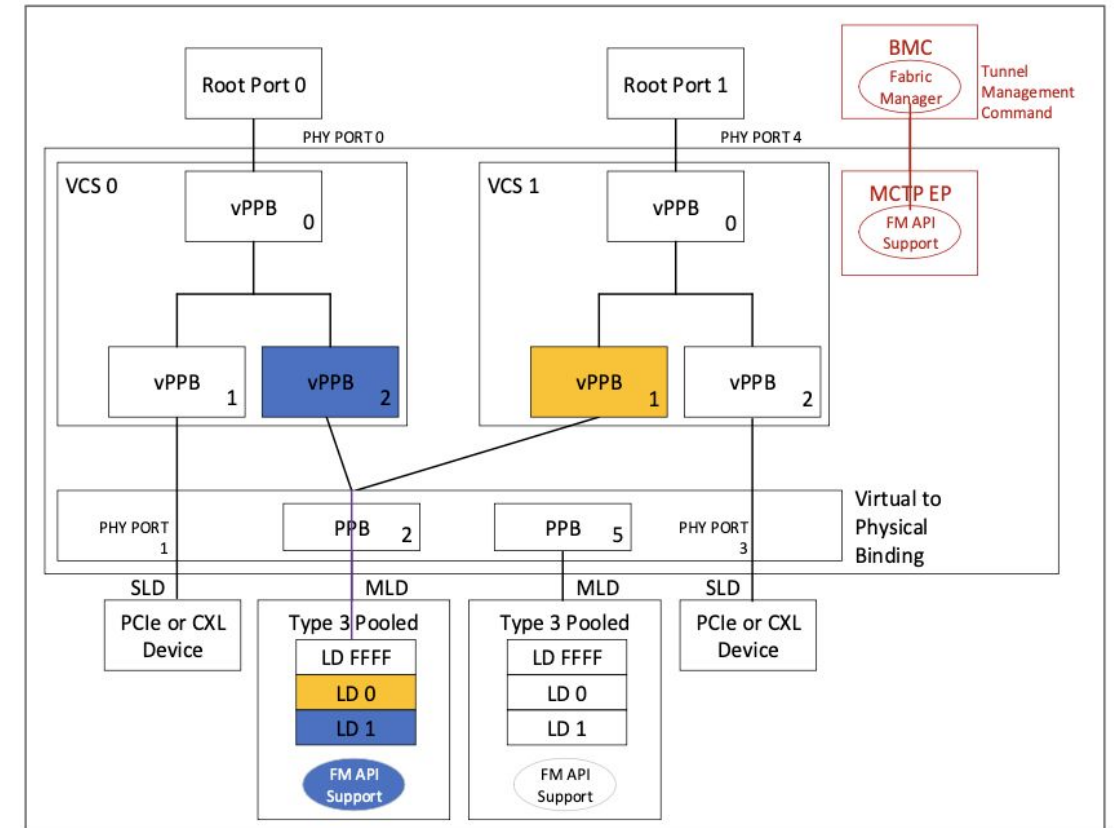 Root Port 0
Root Port 1
BMC
Fabric
Manager
Tunnel
Management
Command
PHY PORT 0
PHY PORT 4
VCS 0
vPPB
0
VCS 1
vPPB
0
MCTP EP
FM API
Support
vPPB
1
vPPB
2
vPPB
1
vPPB
2
PHY PORT
1
PPB 2
PPB 5
PHY PORT
3
Virtual to
Physical
Binding
SLD
MLD
MLD
SLD
PCIe or CXL
Device
Type 3 Pooled
LD FFFF
LD 0
LD 1
FM API
Support
Type 3 Pooled
LD FFFF
LD 0
LD 1
FM API
Support
PCIe or CXL
Device